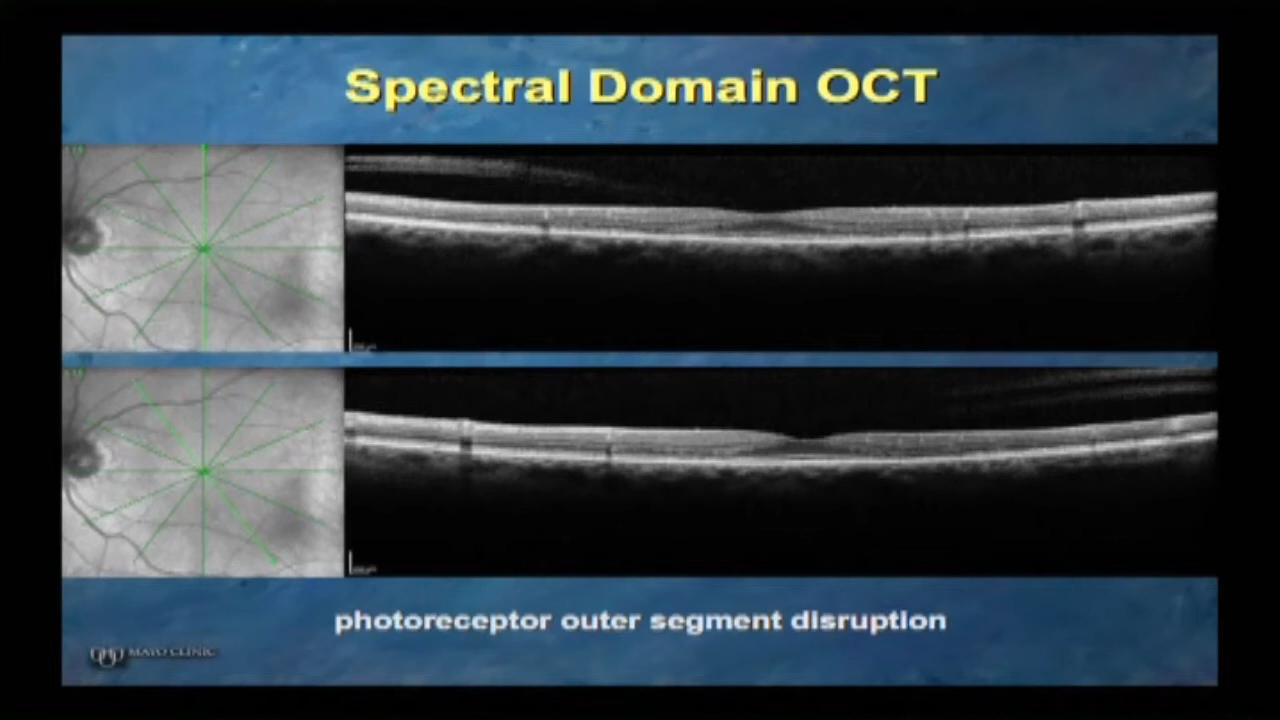 Spectral Domain OCT
photoreceptor outer segment disruption
MAYO CLINIC